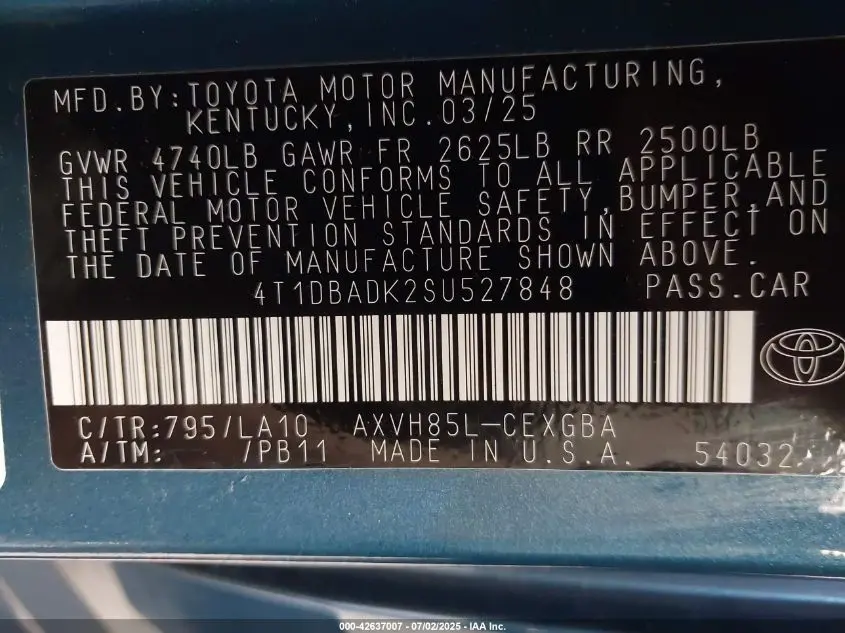 MFD.BY:TOYOTA MOTOR MANUFACTURING,
KENTUCKY,INC.03/25
GVWR 4740LB GAWR FR 2625LB RR 2500LB
THIS VEHICLE CONFORMS TO ALL APPLICABLE
FEDERAL MOTOR VEHICLE SAFETY,BUMPER,AND
THEFT PREVENTION STANDARDS IN EFFECT ON
THE DATE OF MANUFACTURE SHOWN ABOVE.
4T1DBADK2SU527848 PASS.CAR
C/TR:795/LA10 AXVH85L-CEXGBA
A/TM: /PB11 MADE IN U.S.A. 54032
000-42637007 - 07/02/2025 - IAA Inc.